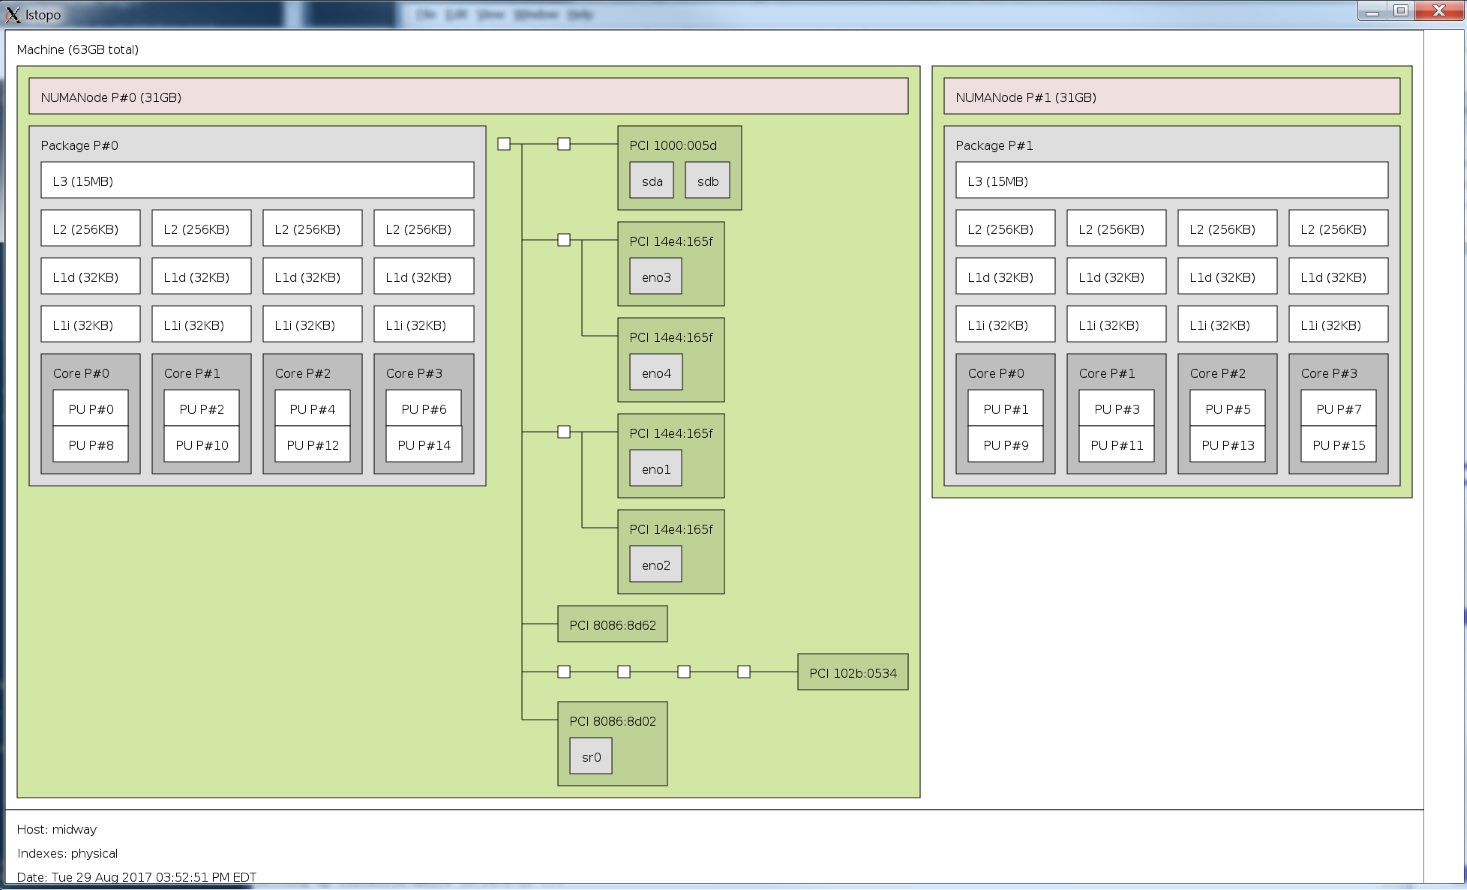 lstopo
File Edit View Window Help
Machine (63GB total)
NUMANode P#0 (31GB)
Package P#0
L3 (15MB)
L2 (256KB) L2 (256KB) L2 (256KB) L2 (256KB)
L1d (32KB) L1d (32KB) L1d (32KB) L1d (32KB)
L1i (32KB) L1i (32KB) L1i (32KB) L1i (32KB)
Core P#0 Core P#1 Core P#2 Core P#3
PU P#0 PU P#2 PU P#4 PU P#6
PU P#8 PU P#10 PU P#12 PU P#14
PCI 1000:005d
sda sdb
PCI 14e4:165f
eno3
PCI 14e4:165f
eno4
PCI 14e4:165f
eno1
PCI 14e4:165f
eno2
PCI 8086:8d62
PCI 102b:0534
PCI 8086:8d02
sr0
NUMANode P#1 (31GB)
Package P#1
L3 (15MB)
L2 (256KB) L2 (256KB) L2 (256KB) L2 (256KB)
L1d (32KB) L1d (32KB) L1d (32KB) L1d (32KB)
L1i (32KB) L1i (32KB) L1i (32KB) L1i (32KB)
Core P#0 Core P#1 Core P#2 Core P#3
PU P#1 PU P#3 PU P#5 PU P#7
PU P#9 PU P#11 PU P#13 PU P#15
Host: midway
Indexes: physical
Date: Tue 29 Aug 2017 03:52:51 PM EDT